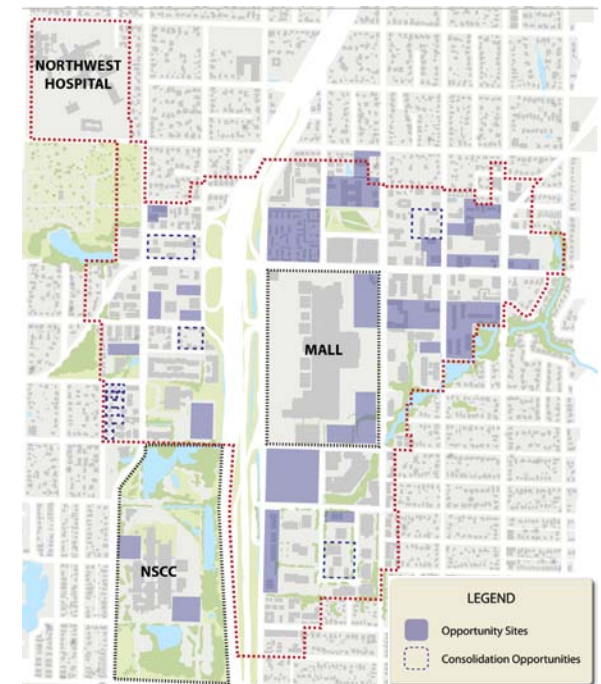 NORTHWEST
HOSPITAL
MALL
NSCC
LEGEND
Opportunity Sites
Consolidation Opportunities